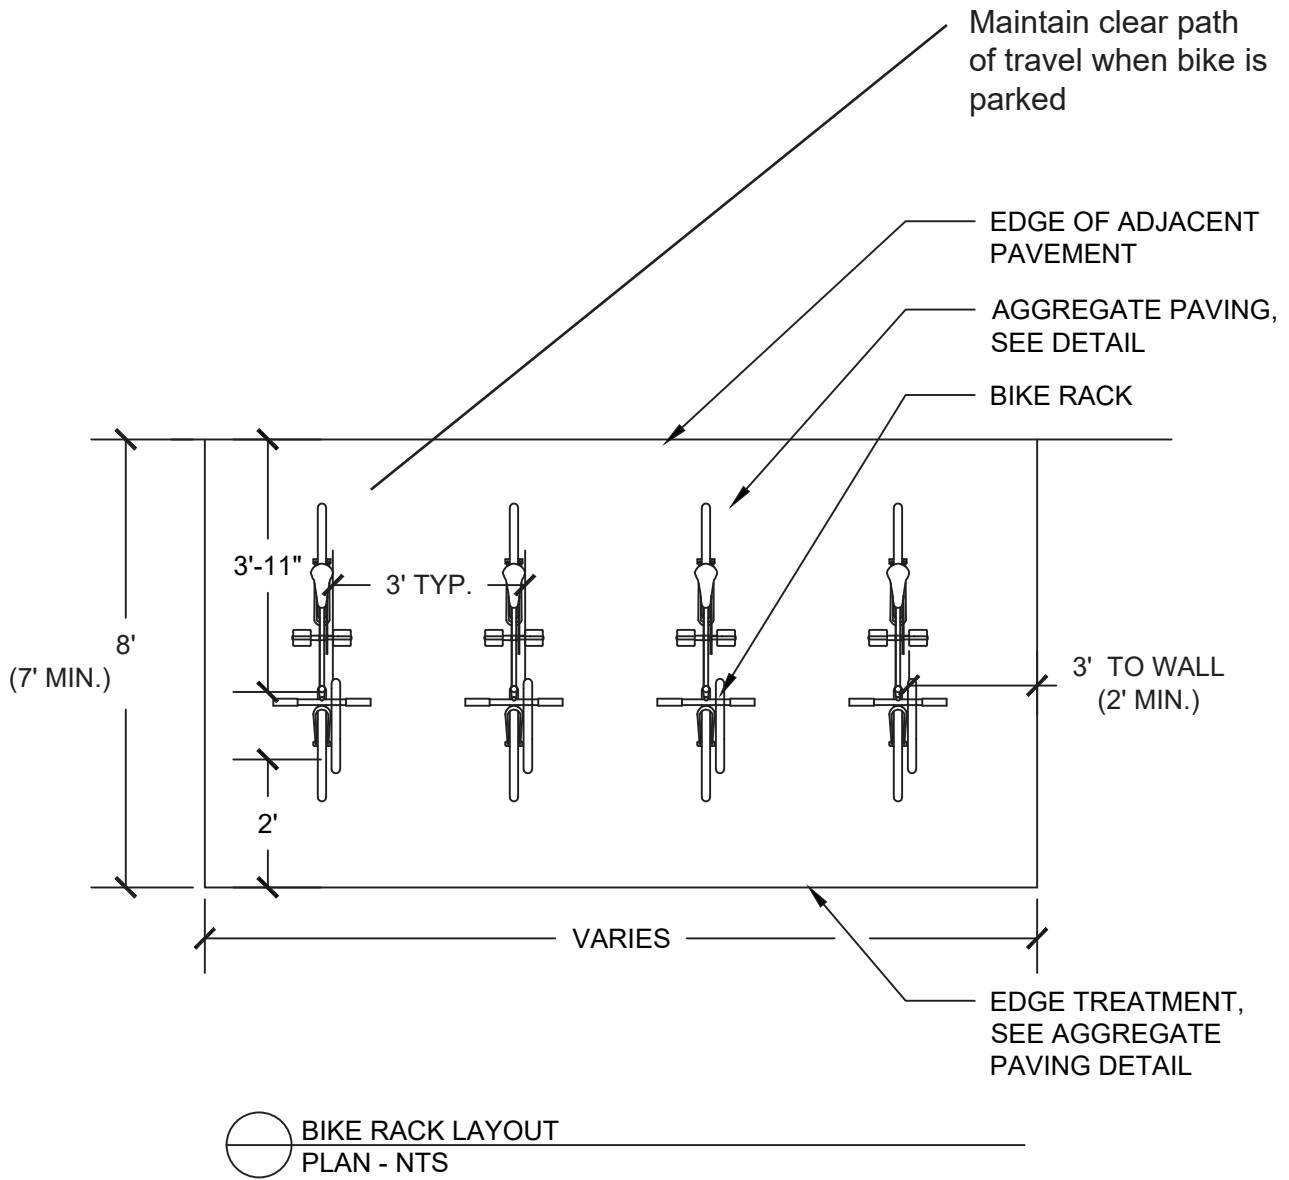 Maintain clear path
of travel when bike is
parked
EDGE OF ADJACENT
PAVEMENT
AGGREGATE PAVING,
SEE DETAIL
BIKE RACK
3'-11"
3' TYP.
8'
(7' MIN.)
3' TO WALL
(2' MIN.)
2'
VARIES
EDGE TREATMENT,
SEE AGGREGATE
PAVING DETAIL
BIKE RACK LAYOUT
PLAN - NTS